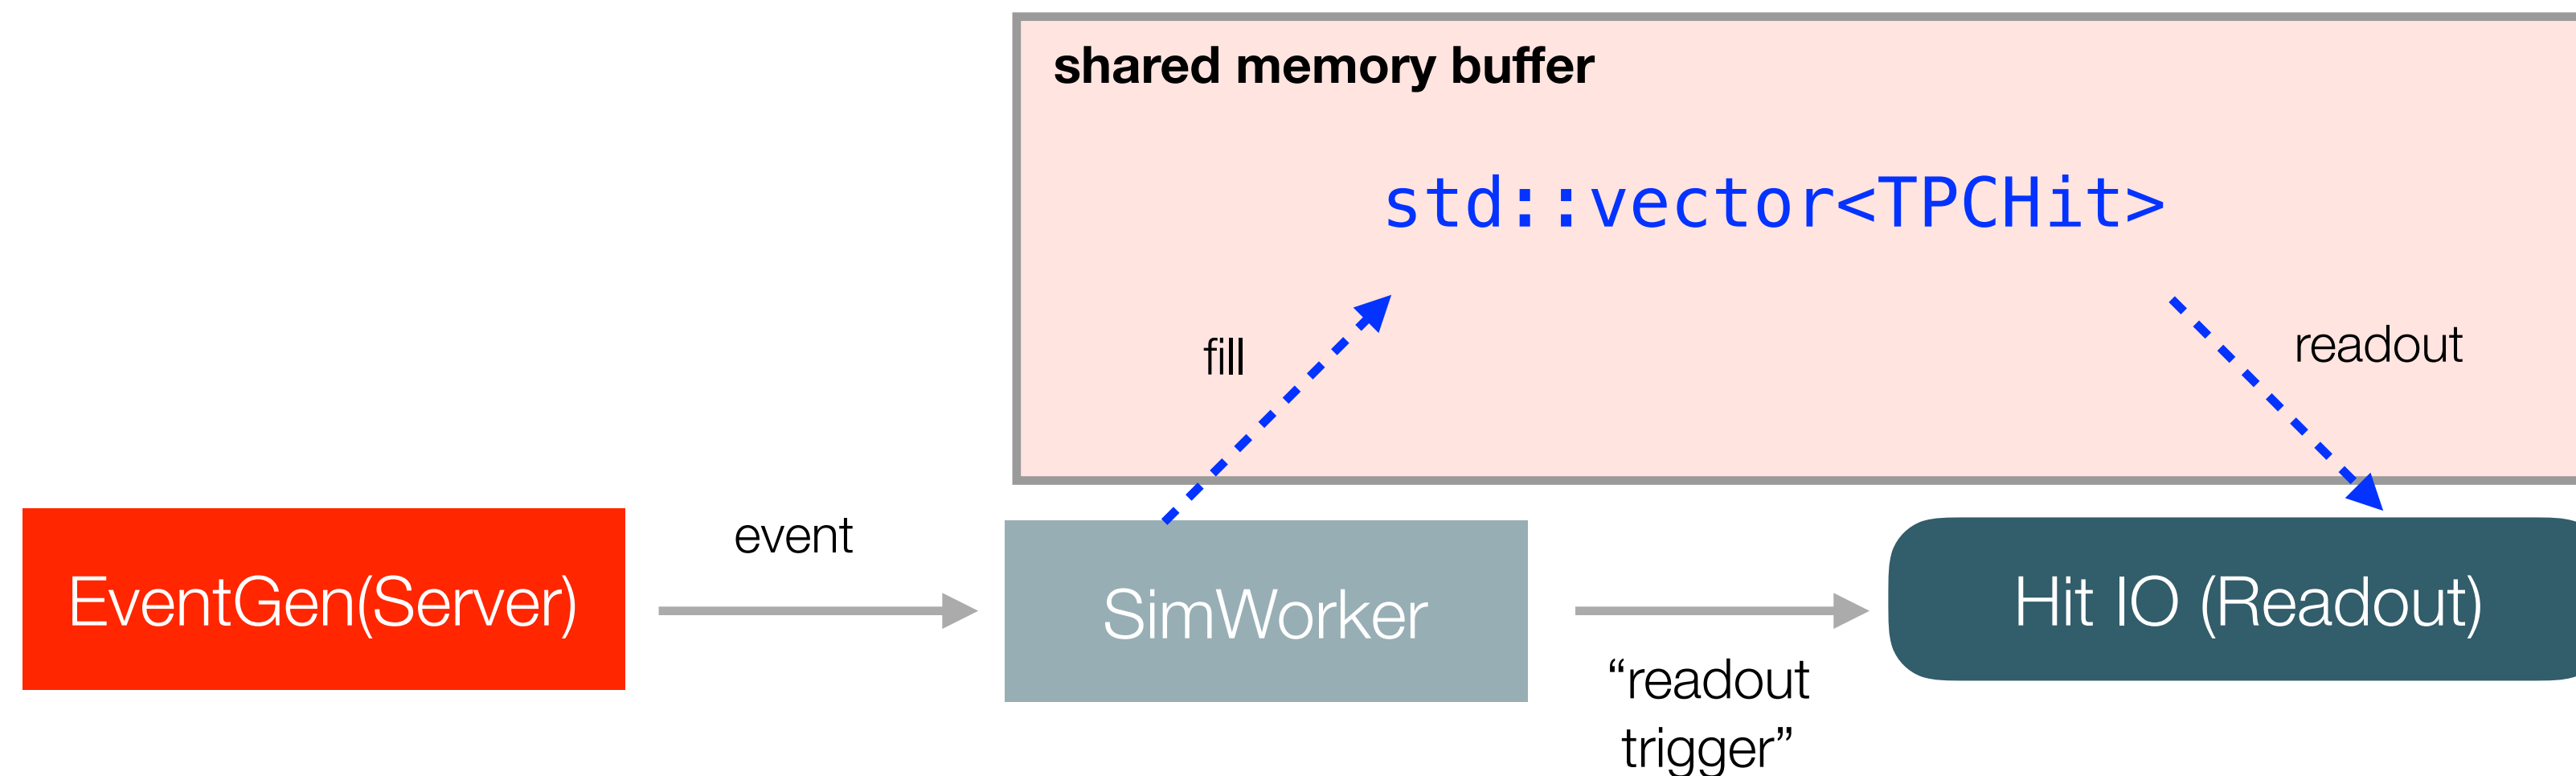 shared memory buffer
std::vector<TPCHit>
fill
readout
event
EventGen(Server)
SimWorker
Hit IO (Readout)
“readout
trigger”